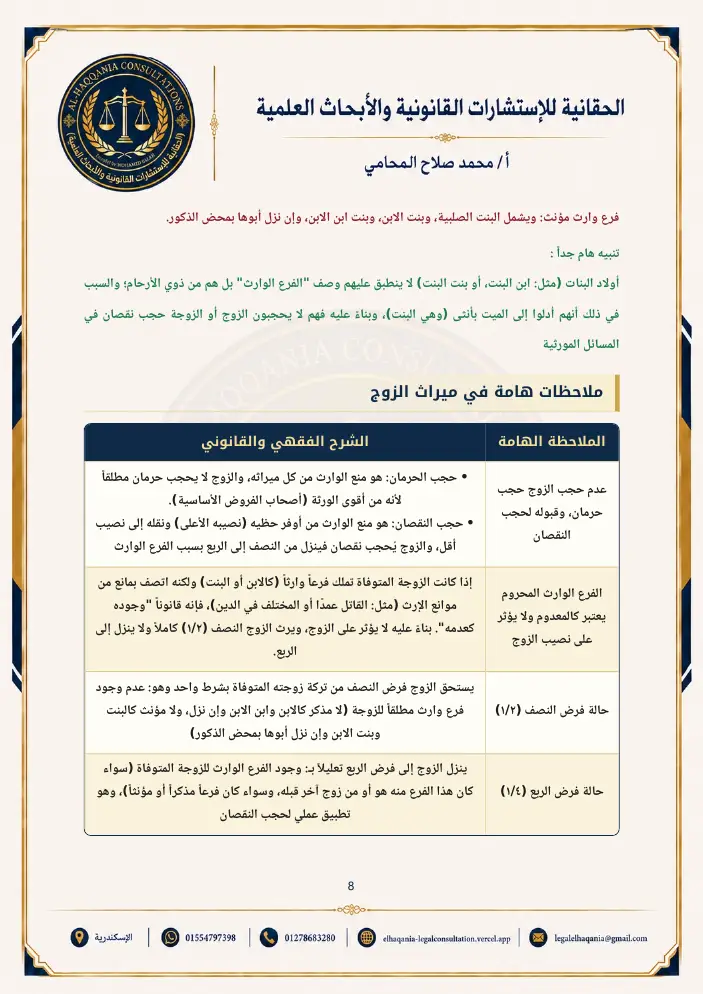 AL-HAQQANIA CONSULTATIONS
الحقانية للإستشارات القانونية والأبحاث العلمية
الحقانية للإستشارات القانونية والأبحاث العلمية
أ/ محمد صلاح المحامي
فرع وارث مؤنث: ويشمل البنت الصلبية، وبنت الابن، وبنت ابن الابن، وإن نزل أبوها بمحض الذكور.
تنبيه هام جداً :
أولاد البنات (مثل: ابن البنت، أو بنت البنت) لا ينطبق عليهم وصف "الفرع الوارث" بل هم من ذوي الأرحام؛ والسبب
في ذلك أنهم أدلوا إلى الميت بأنثى (وهي البنت)، وبناءً عليه فهم لا يحجبون الزوج أو الزوجة حجب نقصان في
المسائل المورثية
ملاحظات هامة في ميراث الزوج
الملاحظة الهامة
الشرح الفقهي والقانوني
عدم حجب الزوج حجب
حرمان، وقبوله لحجب
النقصان
• حجب الحرمان: هو منع الوارث من كل ميراثه، والزوج لا يحجب حرمان مطلقاً
لأنه من أقوى الورثة (أصحاب الفروض الأساسية).
• حجب النقصان: هو منع الوارث من أوفر حظيه (نصيبه الأعلى) ونقله إلى نصيب
أقل، والزوج يُحجب نقصان فينزل من النصف إلى الربع بسبب الفرع الوارث
الفرع الوارث المحروم
يعتبر كالمعدوم ولا يؤثر
على نصيب الزوج
إذا كانت الزوجة المتوفاة تملك فرعاً وارثاً (كالابن أو البنت) ولكنه اتصف بمانع من
موانع الإرث (مثل: القاتل عمدًا أو المختلف في الدين)، فإنه قانوناً "وجوده
كعدمه". بناءً عليه لا يؤثر على الزوج، ويرث الزوج النصف (١/٢) كاملاً ولا ينزل إلى
الربع.
حالة فرض النصف (١/٢)
يستحق الزوج فرض النصف من تركة زوجته المتوفاة بشرط واحد وهو: عدم وجود
فرع وارث مطلقاً للزوجة (لا مذكر كالابن وابن الابن وإن نزل، ولا مؤنث كالبنت
وبنت الابن وإن نزل أبوها بمحض الذكور)
حالة فرض الربع (١/٤)
ينزل الزوج إلى فرض الربع تعليلاً بـ: وجود الفرع الوارث للزوجة المتوفاة (سواء
كان هذا الفرع منه هو أو من زوج آخر قبله، وسواء كان فرعاً مذكراً أو مؤنثاً)، وهو
تطبيق عملي لحجب النقصان
8
الإسكندرية
01554797398
01278683280
elhaqania-legalconsultation.vercel.app
legalelhaqania@gmail.com